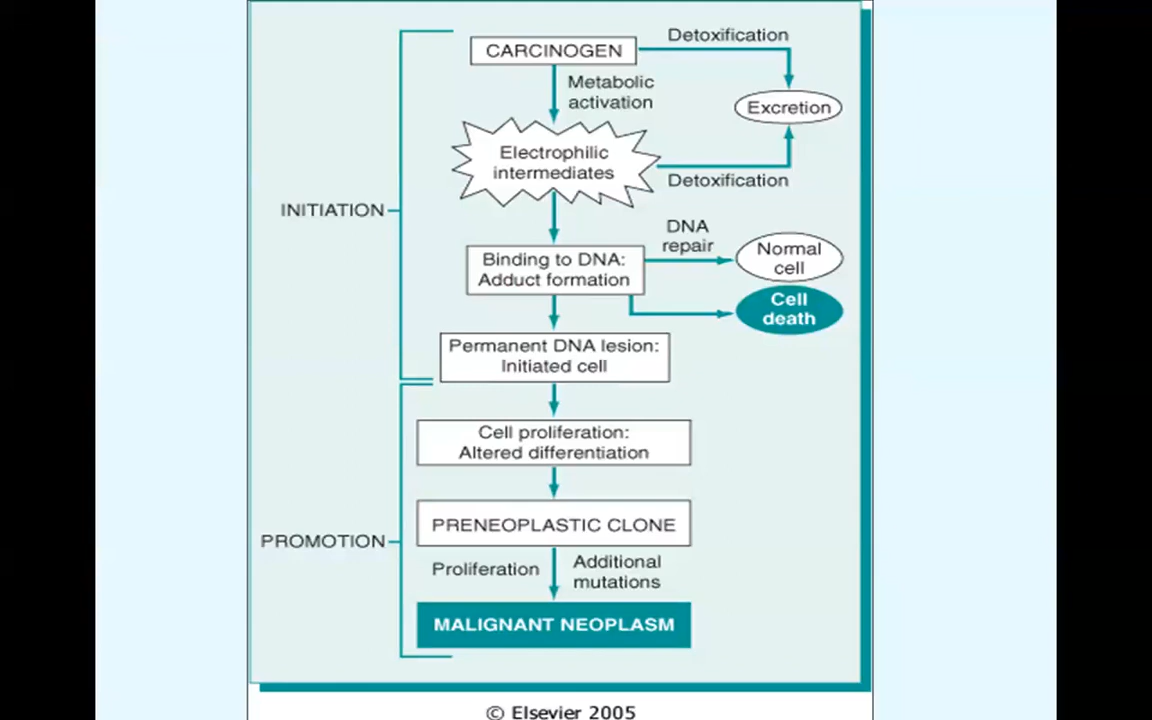 CARCINOGEN
Detoxification
Metabolic
activation
Excretion
Electrophilic
intermediates
Detoxification
INITIATION
DNA
repair
Binding to DNA:
Adduct formation
Normal
cell
Cell
death
Permanent DNA lesion:
Initiated cell
Cell proliferation:
Altered differentiation
PRENEOPLASTIC CLONE
PROMOTION
Proliferation
Additional
mutations
MALIGNANT NEOPLASM
© Elsevier 2005